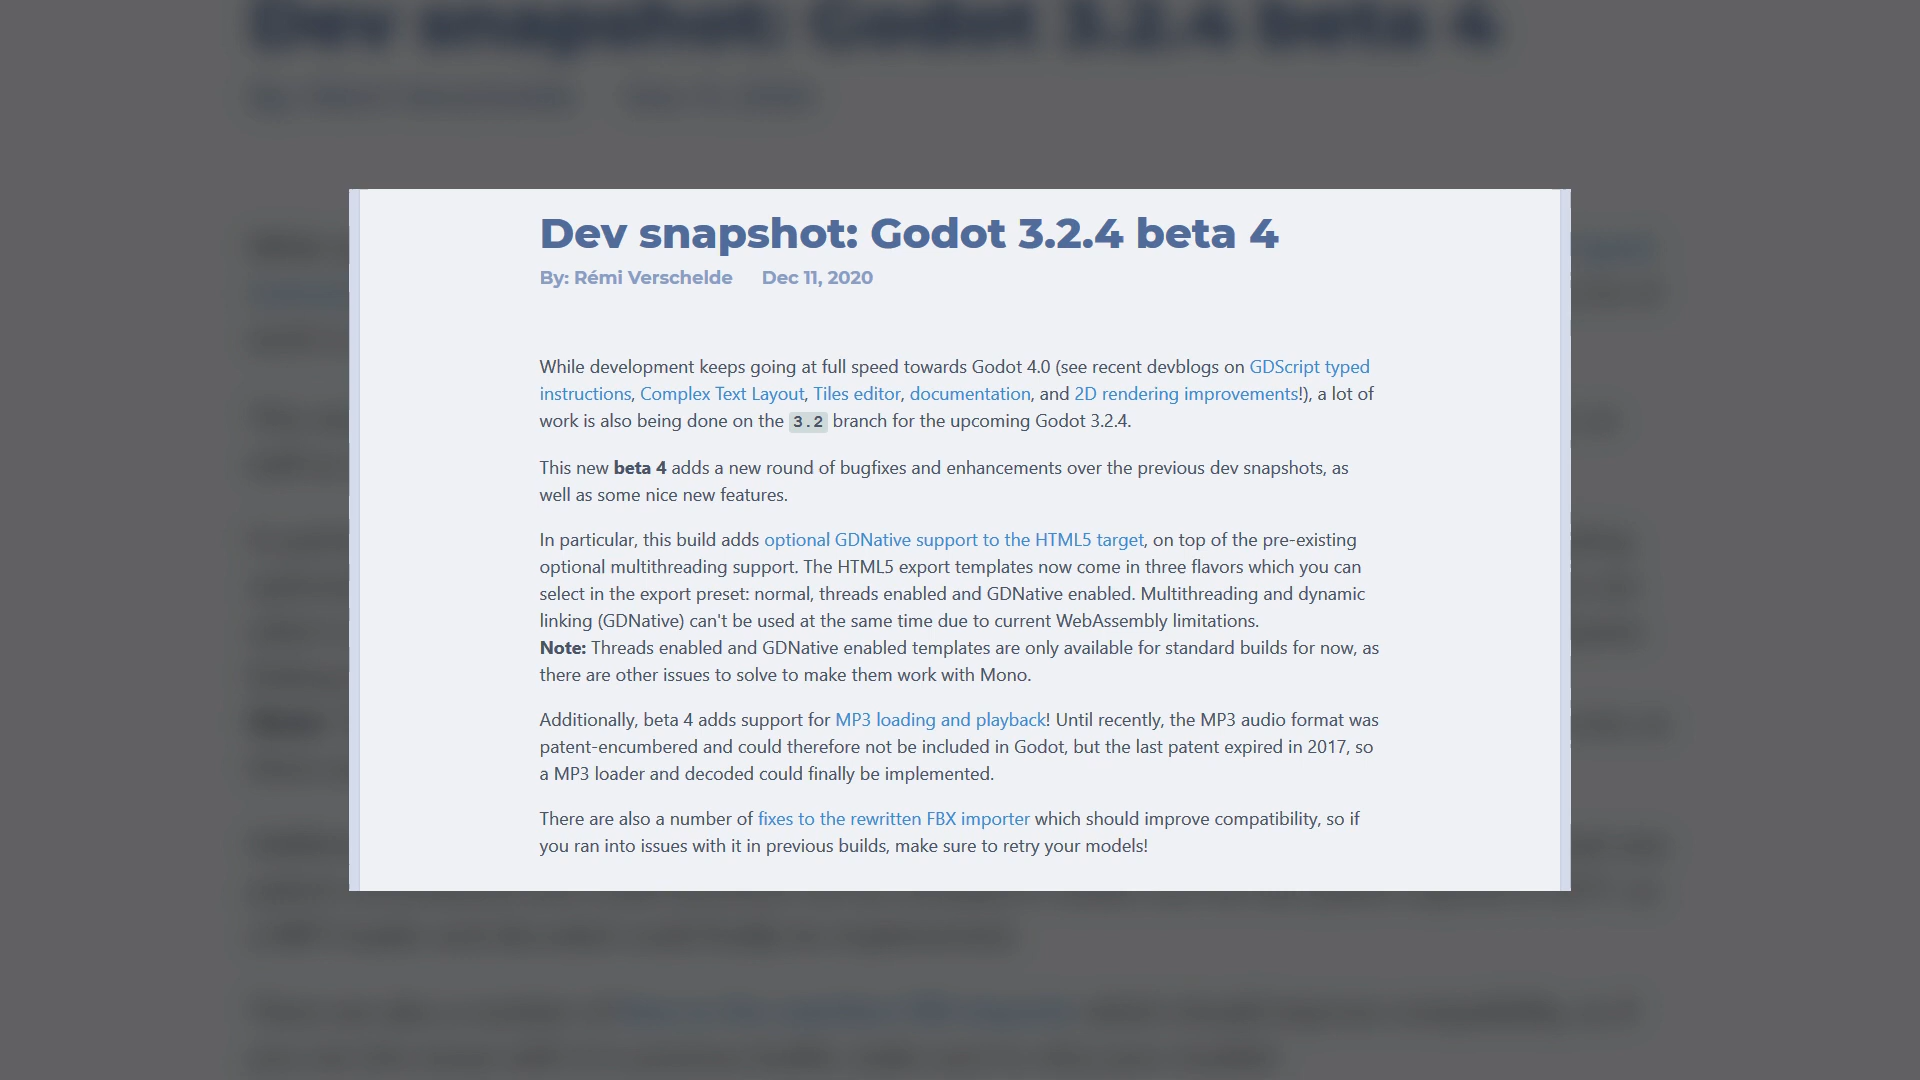 Dev snapshot: Godot 3.2.4 beta 4
By: Rémi Verschelde Dec 11, 2020
While development keeps going at full speed towards Godot 4.0 (see recent devblogs on GDScript typed
instructions, Complex Text Layout, Tiles editor, documentation, and 2D rendering improvements!), a lot of
work is also being done on the 3.2 branch for the upcoming Godot 3.2.4.
This new beta 4 adds a new round of bugfixes and enhancements over the previous dev snapshots, as
well as some nice new features.
In particular, this build adds optional GDNative support to the HTML5 target, on top of the pre-existing
optional multithreading support. The HTML5 export templates now come in three flavors which you can
select in the export preset: normal, threads enabled and GDNative enabled. Multithreading and dynamic
linking (GDNative) can't be used at the same time due to current WebAssembly limitations.
Note: Threads enabled and GDNative enabled templates are only available for standard builds for now, as
there are other issues to solve to make them work with Mono.
Additionally, beta 4 adds support for MP3 loading and playback! Until recently, the MP3 audio format was
patent-encumbered and could therefore not be included in Godot, but the last patent expired in 2017, so
a MP3 loader and decoded could finally be implemented.
There are also a number of fixes to the rewritten FBX importer which should improve compatibility, so if
you ran into issues with it in previous builds, make sure to retry your models!